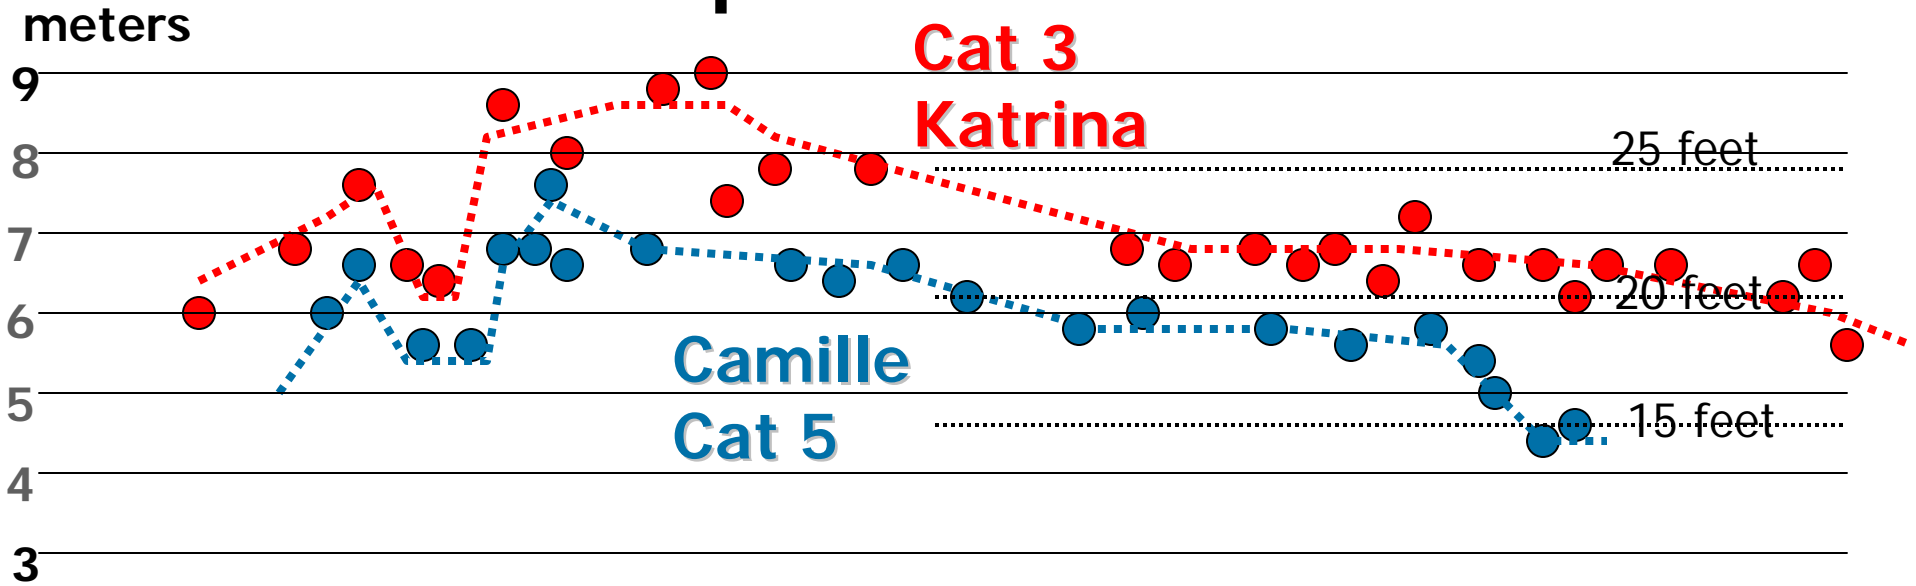 meters
Cat 3
9
Katrina
25 feet
8
7
20 feet
6
Camille
5
Cat 5
15 feet
4
3